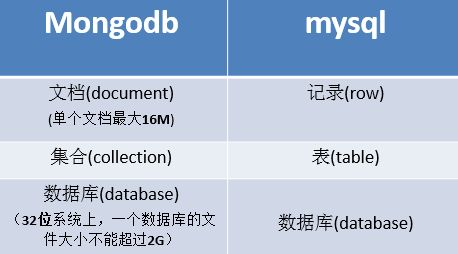 Mongodb
mysql
文档(document)
(单个文档最大16M)
记录(row)
集合(collection)
表(table)
数据库(database)
（32位系统上，一个数据库的文
件大小不能超过2G）
数据库(database)